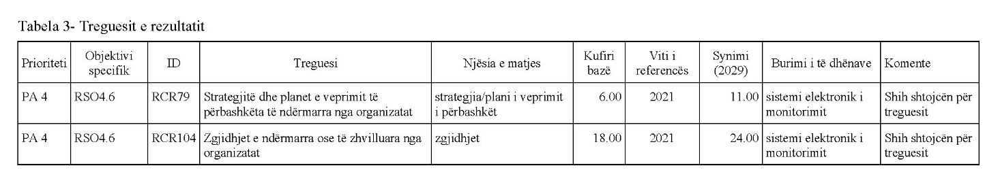 Tabela 3- Treguesit e rezultatit
Prioriteti Objektivi specifik ID Treguesi Njësia e matjes Kufiri bazë Viti i referencës Synimi (2029) Burimi i të dhënave Komente
PA 4 RSO4.6 RCR79 Strategjitë dhe planet e veprimit të strategjia/plani i veprimit 6.00 2021 11.00 sistemi elektronik i Shih shtojcën për
përbashkëta të ndërmarra nga organizatat i përbashkët monitorimit treguesit
PA 4 RSO4.6 RCR104 Zgjidhjet e ndërmarra ose të zhvilluara nga zgjidhjet 18.00 2021 24.00 sistemi elektronik i Shih shtojcën për
organizatat monitorimit treguesit